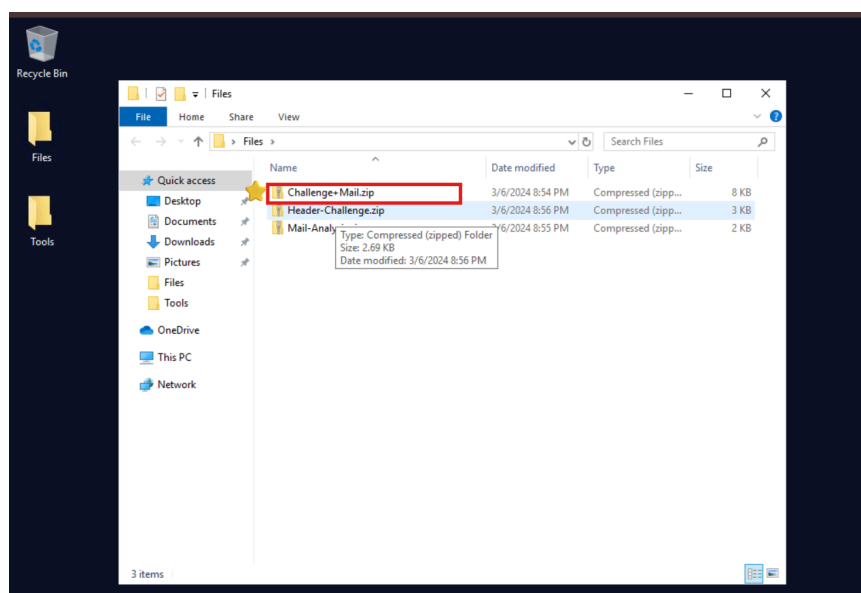 Recycle Bin
Files
Tools
Files
File Home Share View
Files
Search Files
Name Date modified Type Size
Quick access
Desktop
Documents
Downloads
Pictures
Files
Tools
OneDrive
This PC
Network
Challenge+Mail.zip 3/6/2024 8:54 PM Compressed (zipp... 8 KB
Header-Challenge.zip 3/6/2024 8:56 PM Compressed (zipp... 3 KB
3/6/2024 8:55 PM Compressed (zipp... 2 KB
Type: Compressed (zipped) Folder
Size: 2.69 KB
Date modified: 3/6/2024 8:56 PM
3 items